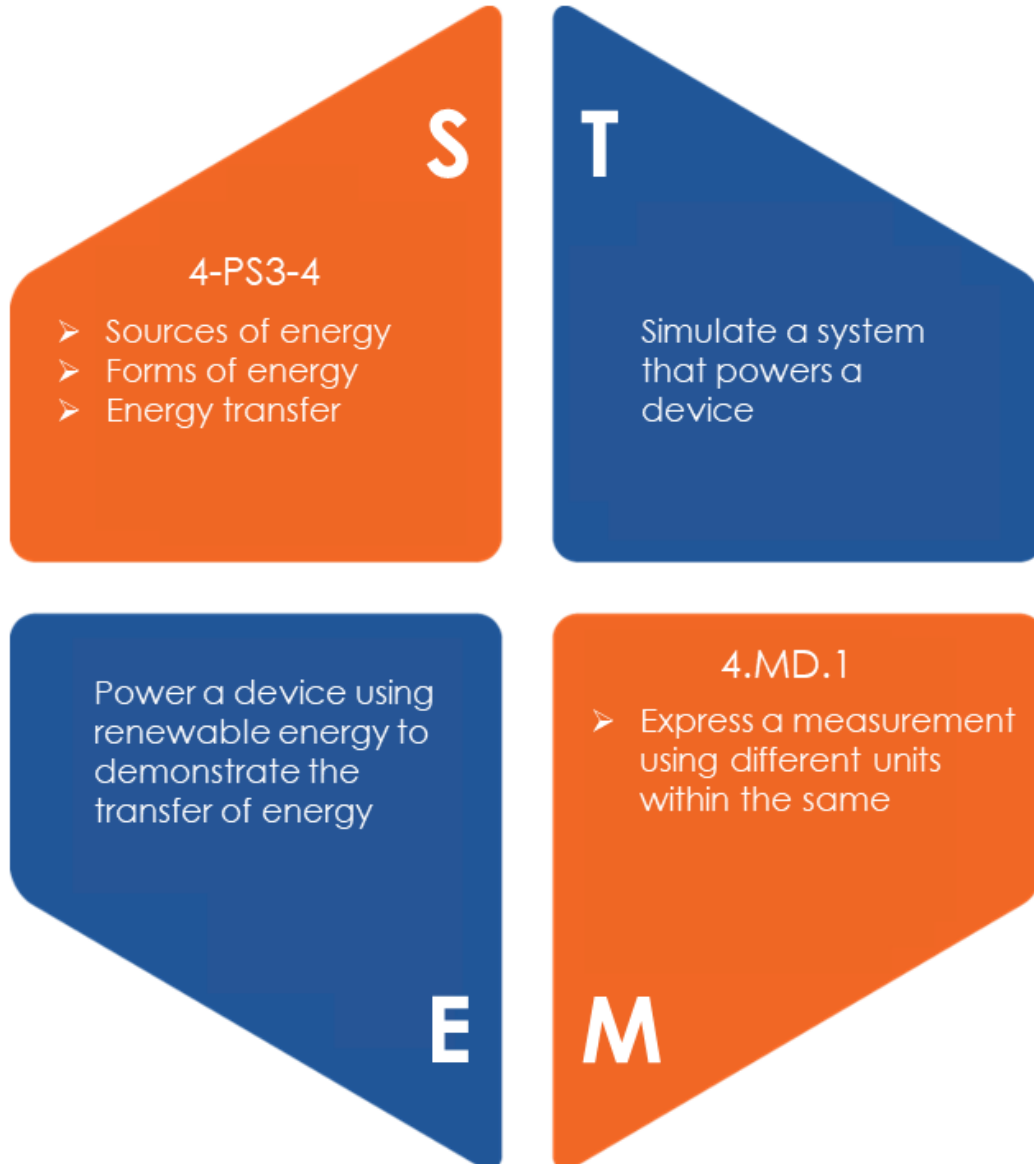 S
4-PS3-4
➢ Sources of energy
➢ Forms of energy
➢ Energy transfer
T
Simulate a system
that powers a
device
Power a device using
renewable energy to
demonstrate the
transfer of energy
E
4.MD.1
➢ Express a measurement
using different units
within the same
M